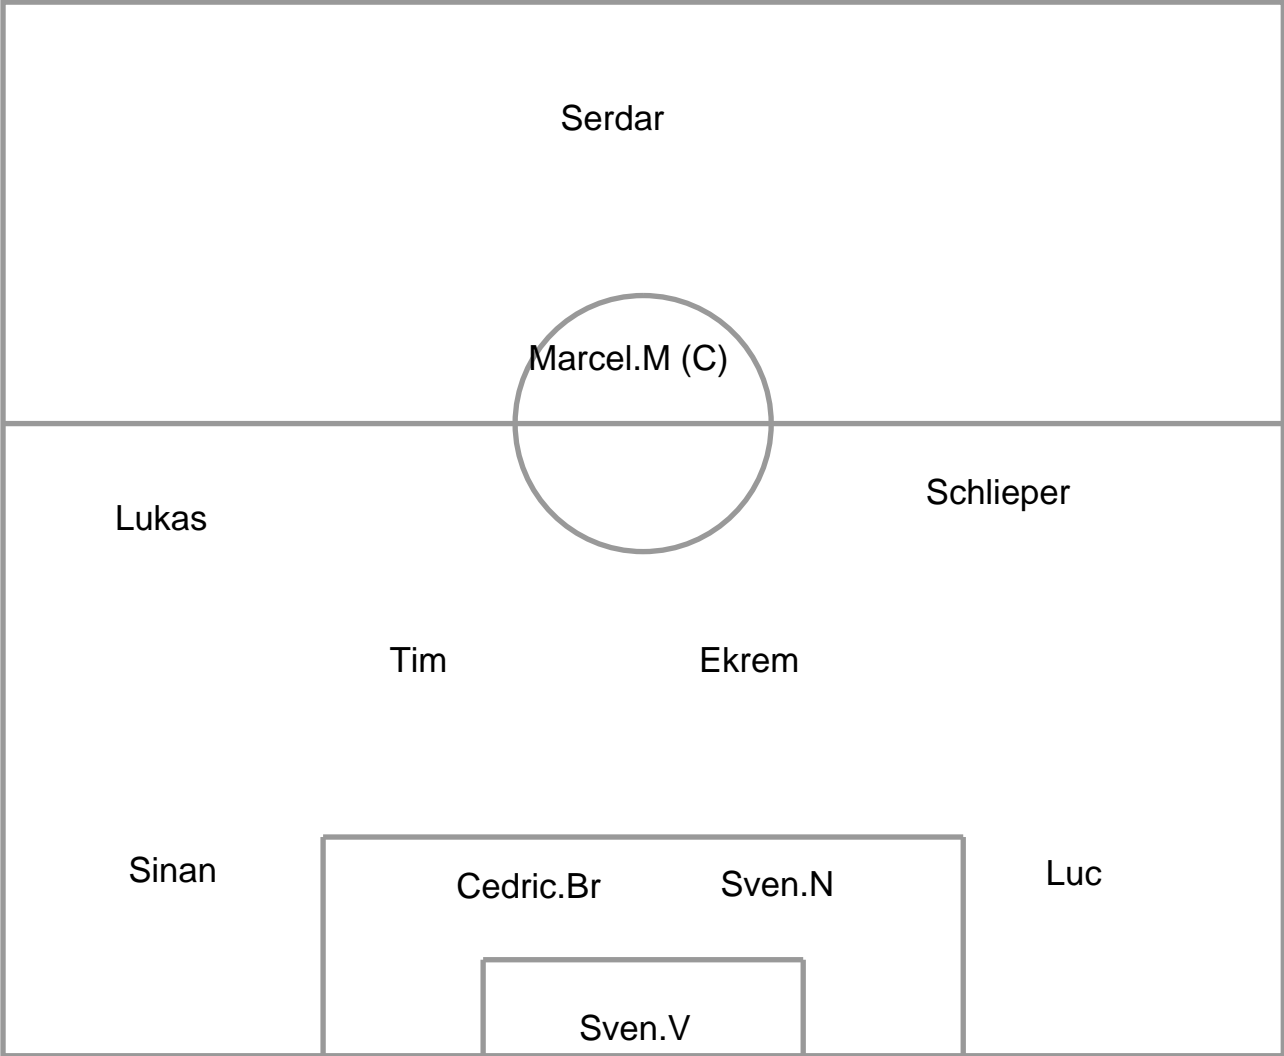 Serdar
Marcel.M (C)
Schlieper
Lukas
Tim
Ekrem
Sinan
Cedric.Br
Sven.N
Luc
Sven.V